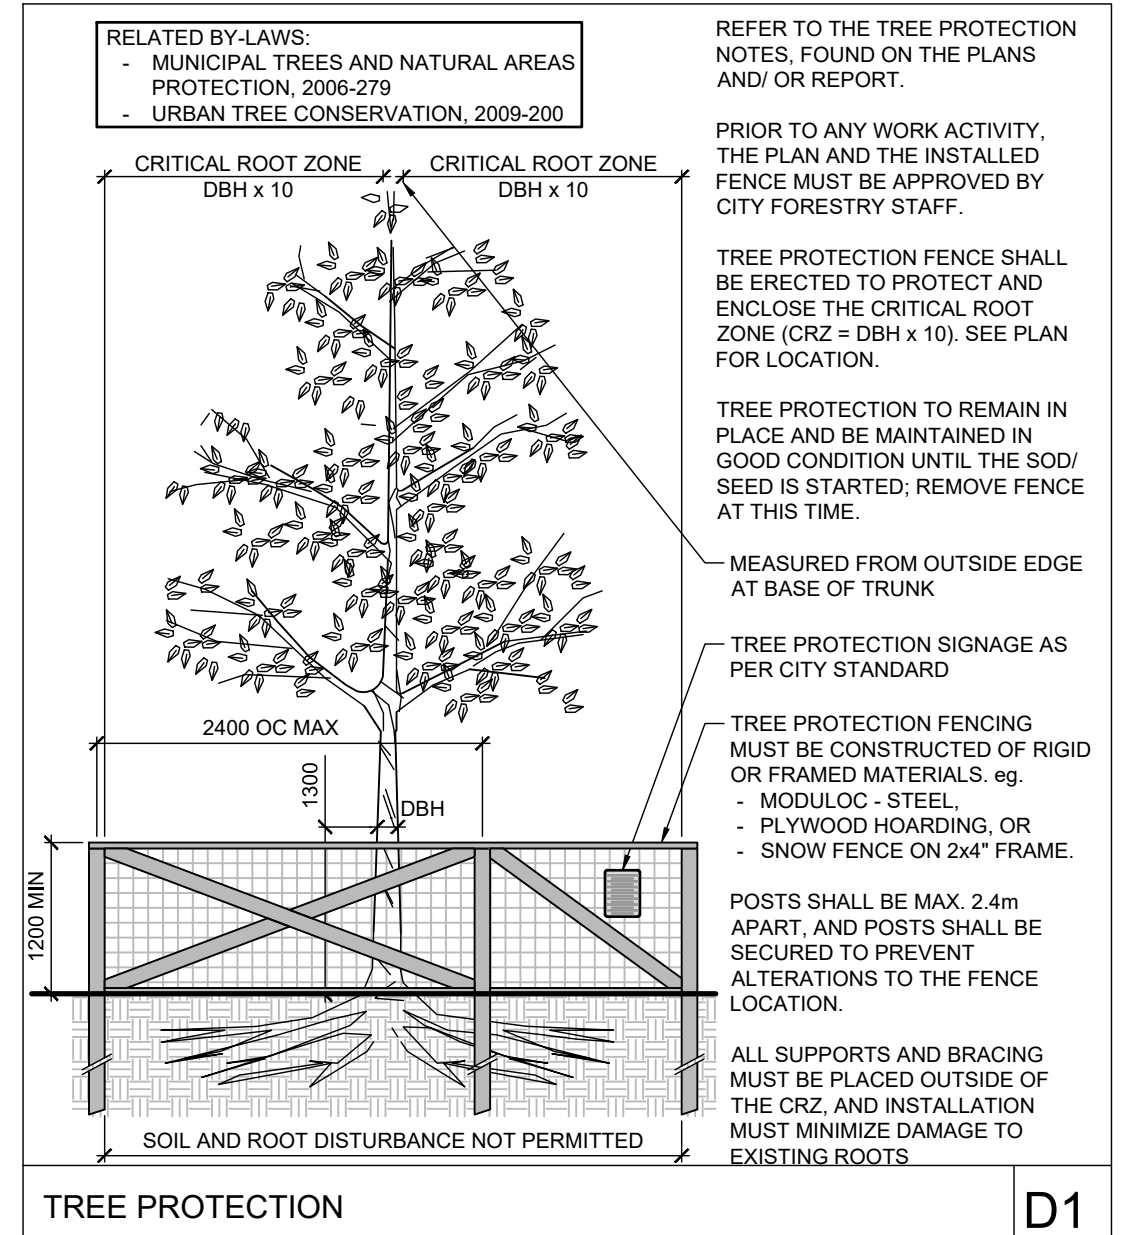 RELATED BY-LAWS:
- MUNICIPAL TREES AND NATURAL AREAS
PROTECTION, 2006-279
- URBAN TREE CONSERVATION, 2009-200
CRITICAL ROOT ZONE
DBH x 10
CRITICAL ROOT ZONE
DBH x 10
2400 OC MAX
1300
DBH
1200 MIN
SOIL AND ROOT DISTURBANCE NOT PERMITTED
REFER TO THE TREE PROTECTION
NOTES, FOUND ON THE PLANS
AND/ OR REPORT.
PRIOR TO ANY WORK ACTIVITY,
THE PLAN AND THE INSTALLED
FENCE MUST BE APPROVED BY
CITY FORESTRY STAFF.
TREE PROTECTION FENCE SHALL
BE ERECTED TO PROTECT AND
ENCLOSE THE CRITICAL ROOT
ZONE (CRZ = DBH x 10). SEE PLAN
FOR LOCATION.
TREE PROTECTION TO REMAIN IN
PLACE AND BE MAINTAINED IN
GOOD CONDITION UNTIL THE SOD/
SEED IS STARTED; REMOVE FENCE
AT THIS TIME.
MEASURED FROM OUTSIDE EDGE
AT BASE OF TRUNK
TREE PROTECTION SIGNAGE AS
PER CITY STANDARD
TREE PROTECTION FENCING
MUST BE CONSTRUCTED OF RIGID
OR FRAMED MATERIALS. eg.
- MODULOC - STEEL,
- PLYWOOD HOARDING, OR
- SNOW FENCE ON 2x4" FRAME.
POSTS SHALL BE MAX. 2.4m
APART, AND POSTS SHALL BE
SECURED TO PREVENT
ALTERATIONS TO THE FENCE
LOCATION.
ALL SUPPORTS AND BRACING
MUST BE PLACED OUTSIDE OF
THE CRZ, AND INSTALLATION
MUST MINIMIZE DAMAGE TO
EXISTING ROOTS
TREE PROTECTION
D1